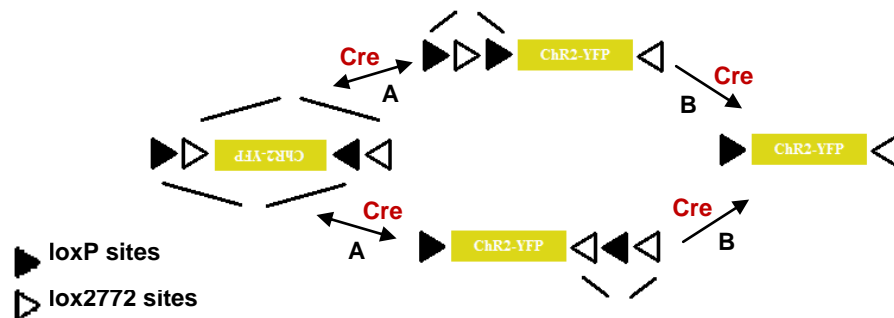 Cre
A
ChR2-YFP
Cre
B
ChR2-YFP
ChR2-YFP
Cre
A
ChR2-YFP
Cre
B
loxP sites
lox2772 sites